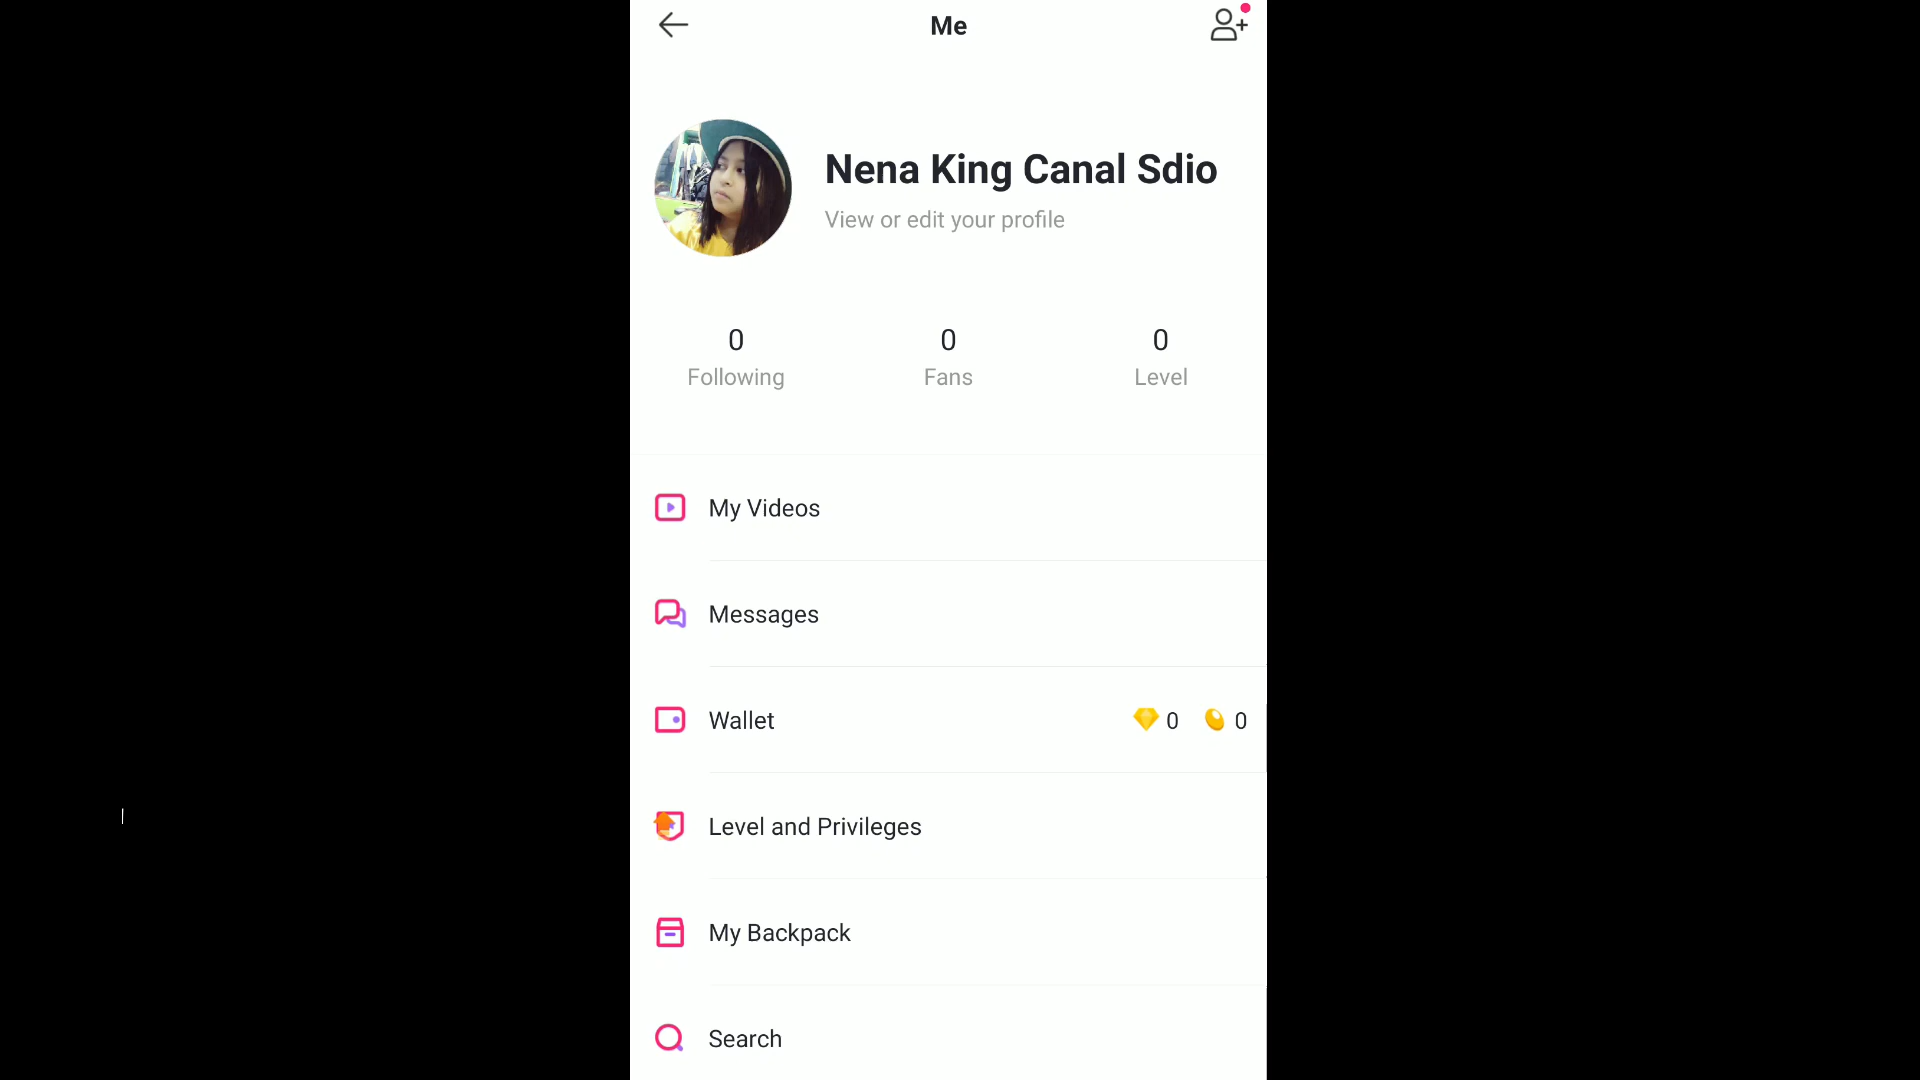 Me
Nena King Canal Sdio
View or edit your profile
0 0 0
Following Fans Level
My Videos
Messages
Wallet 0 0
Level and Privileges
My Backpack
Search